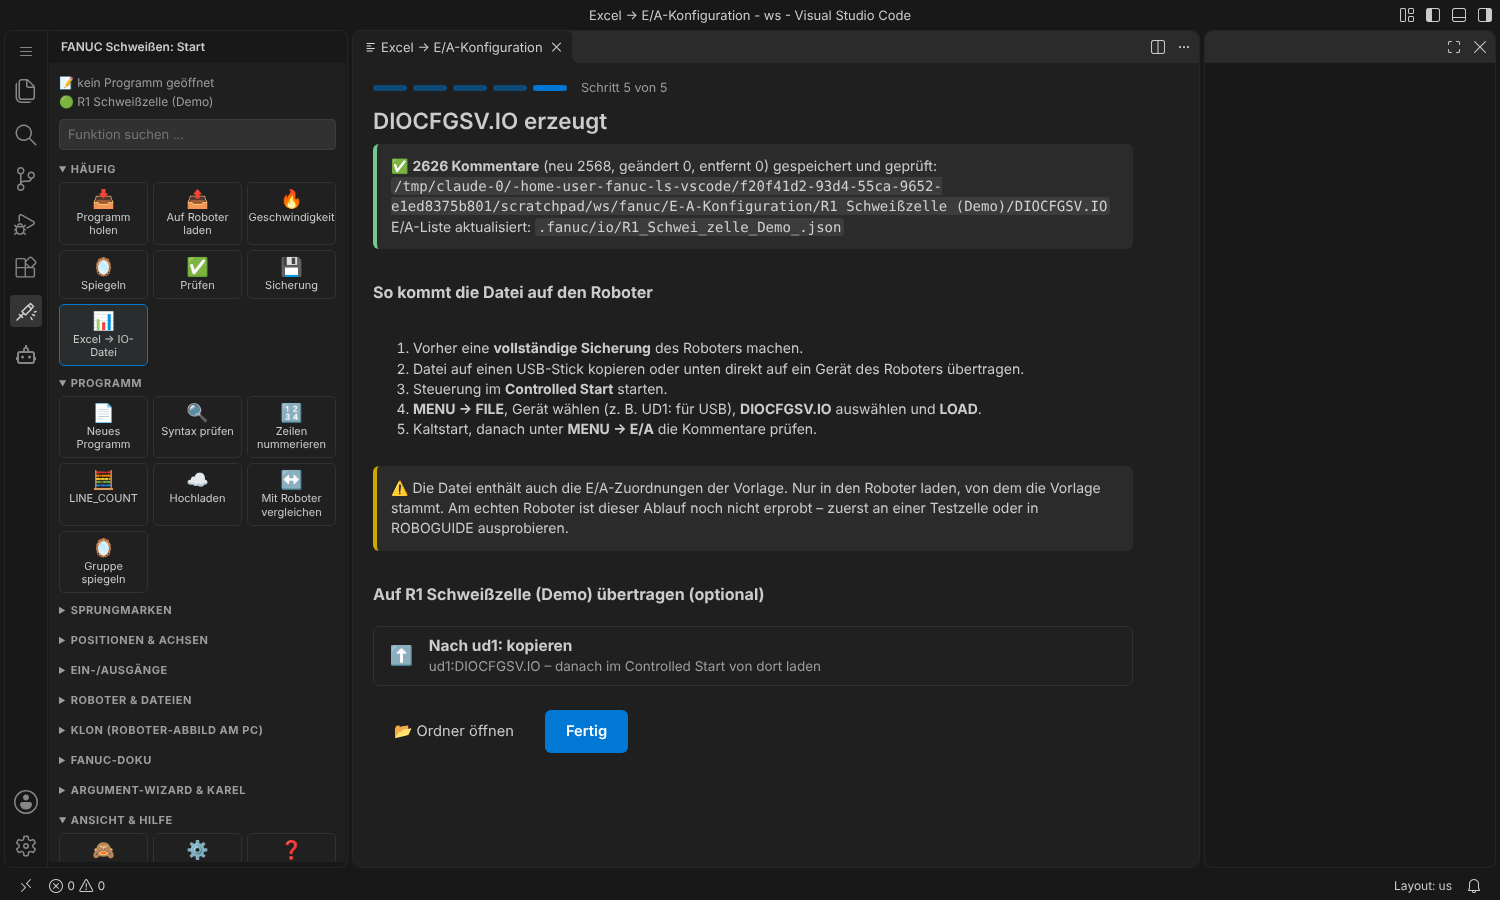 Excel → E/A-Konfiguration - ws - Visual Studio Code
FANUC Schweißen: Start
kein Programm geöffnet
R1 Schweißzelle (Demo)
Funktion suchen ...
HÄUFIG
Programm holen
Auf Roboter laden
Geschwindigkeit
Spiegeln
Prüfen
Sicherung
Excel → IO-Datei
PROGRAMM
Neues Programm
Syntax prüfen
Zeilen nummerieren
LINE_COUNT
Hochladen
Mit Roboter vergleichen
Gruppe spiegeln
SPRUNGMARKEN
POSITIONEN & ACHSEN
EIN-/AUSGÄNGE
ROBOTER & DATEIEN
KLON (ROBOTER-ABBILD AM PC)
FANUC-DOKU
ARGUMENT-WIZARD & KAREL
ANSICHT & HILFE
Excel → E/A-Konfiguration
Schritt 5 von 5
DIOCFGSV.IO erzeugt
✅ 2626 Kommentare (neu 2568, geändert 0, entfernt 0) gespeichert und geprüft:
/tmp/claude-0/-home-user-fanuc-ls-vscode/f20f41d2-93d4-55ca-9652-
e1ed8375b801/scratchpad/ws/fanuc/E-A-Konfiguration/R1 Schweißzelle (Demo)/DIOCFGSV.IO
E/A-Liste aktualisiert: .fanuc/io/R1_Schwei_zelle_Demo_.json
So kommt die Datei auf den Roboter
1. Vorher eine vollständige Sicherung des Roboters machen.
2. Datei auf einen USB-Stick kopieren oder unten direkt auf ein Gerät des Roboters übertragen.
3. Steuerung im Controlled Start starten.
4. MENU → FILE, Gerät wählen (z. B. UD1: für USB), DIOCFGSV.IO auswählen und LOAD.
5. Kaltstart, danach unter MENU → E/A die Kommentare prüfen.
⚠️ Die Datei enthält auch die E/A-Zuordnungen der Vorlage. Nur in den Roboter laden, von dem die Vorlage
stammt. Am echten Roboter ist dieser Ablauf noch nicht erprobt – zuerst an einer Testzelle oder in
ROBOGUIDE ausprobieren.
Auf R1 Schweißzelle (Demo) übertragen (optional)
Nach ud1: kopieren
ud1:DIOCFGSV.IO – danach im Controlled Start von dort laden
Ordner öffnen
Fertig
0 0
Layout: us